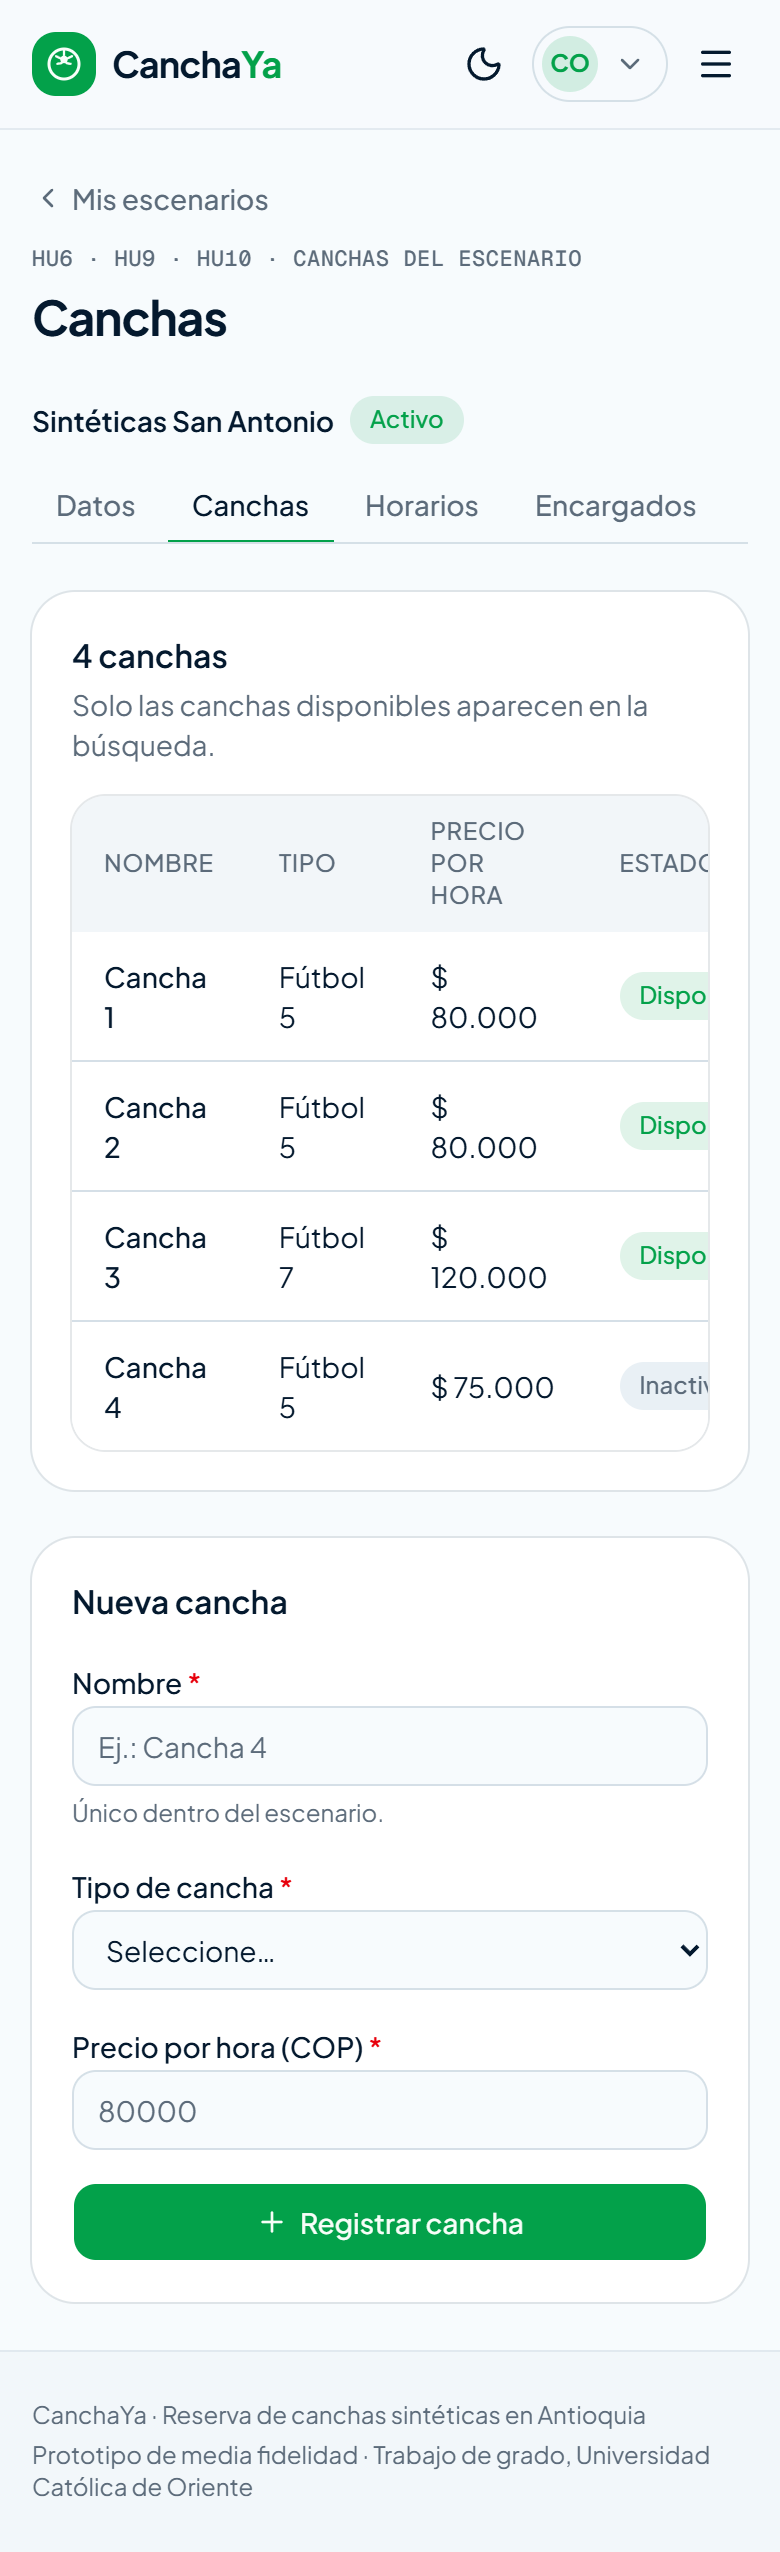 CanchaYa
CO
Mis escenarios
HU6 · HU9 · HU10 · CANCHAS DEL ESCENARIO
Canchas
Sintéticas San Antonio Activo
Datos Canchas Horarios Encargados
4 canchas
Solo las canchas disponibles aparecen en la
búsqueda.
NOMBRE TIPO PRECIO POR HORA ESTADO
Cancha 1 Fútbol 5 $ 80.000 Dispo
Cancha 2 Fútbol 5 $ 80.000 Dispo
Cancha 3 Fútbol 7 $ 120.000 Dispo
Cancha 4 Fútbol 5 $ 75.000 Inactiv
Nueva cancha
Nombre *
Ej.: Cancha 4
Único dentro del escenario.
Tipo de cancha *
Seleccione...
Precio por hora (COP) *
80000
+ Registrar cancha
CanchaYa · Reserva de canchas sintéticas en Antioquia
Prototipo de media fidelidad · Trabajo de grado, Universidad
Católica de Oriente